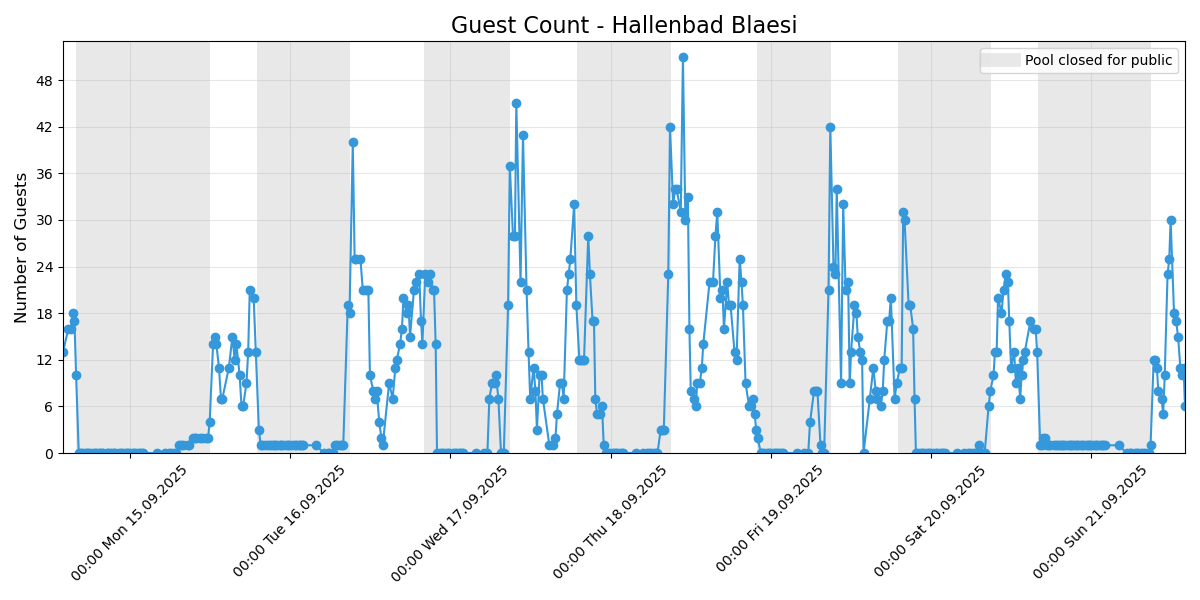 Guest Count - Hallenbad Blaesi
Pool closed for public
Number of Guests
48
42
36
30
24
18
12
6
0
00:00 Mon 15.09.2025
00:00 Tue 16.09.2025
00:00 Wed 17.09.2025
00:00 Thu 18.09.2025
00:00 Fri 19.09.2025
00:00 Sat 20.09.2025
00:00 Sun 21.09.2025